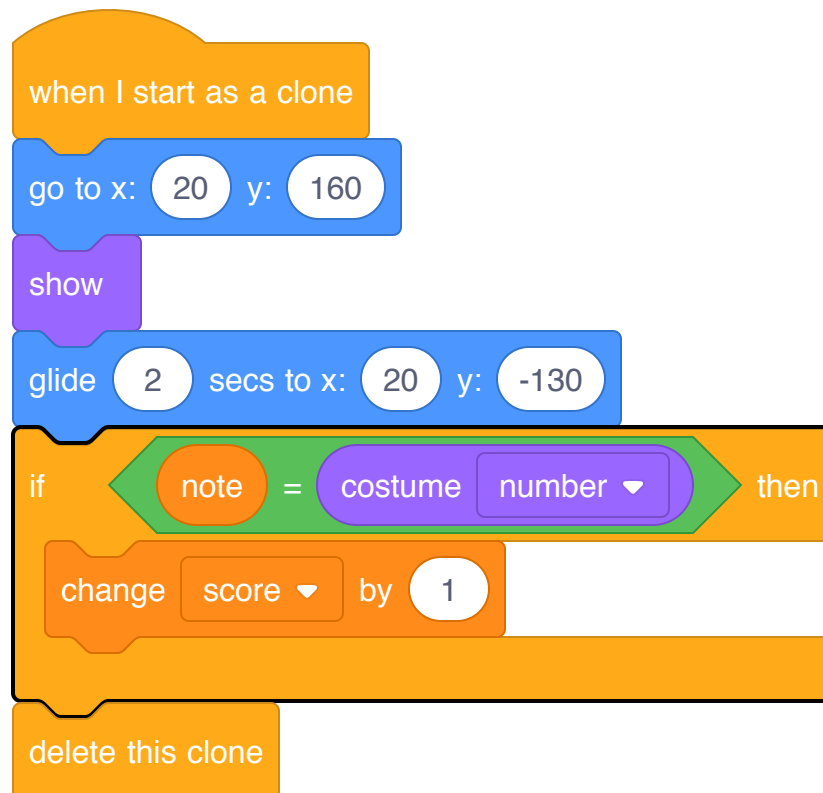 when I start as a clone
go to x: 20 y: 160
show
glide 2 secs to x: 20 y: -130
if note = costume number then
change score by 1
delete this clone